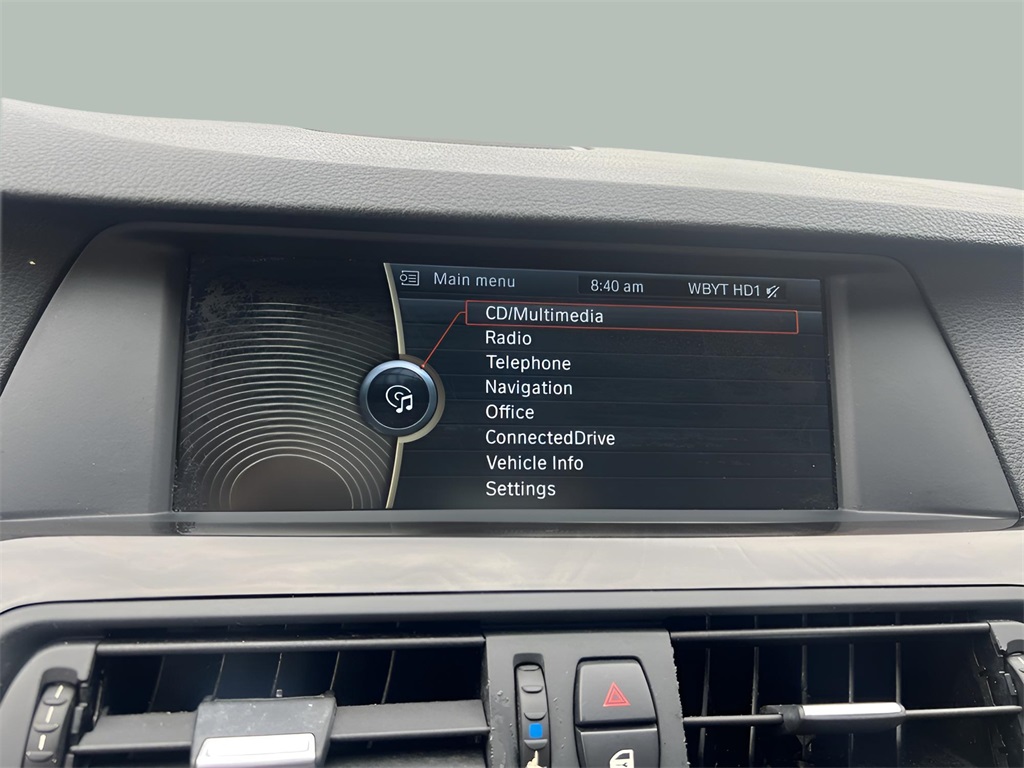 Main menu 8:40 am WBYT HD1
CD/Multimedia
Radio
Telephone
Navigation
Office
ConnectedDrive
Vehicle Info
Settings